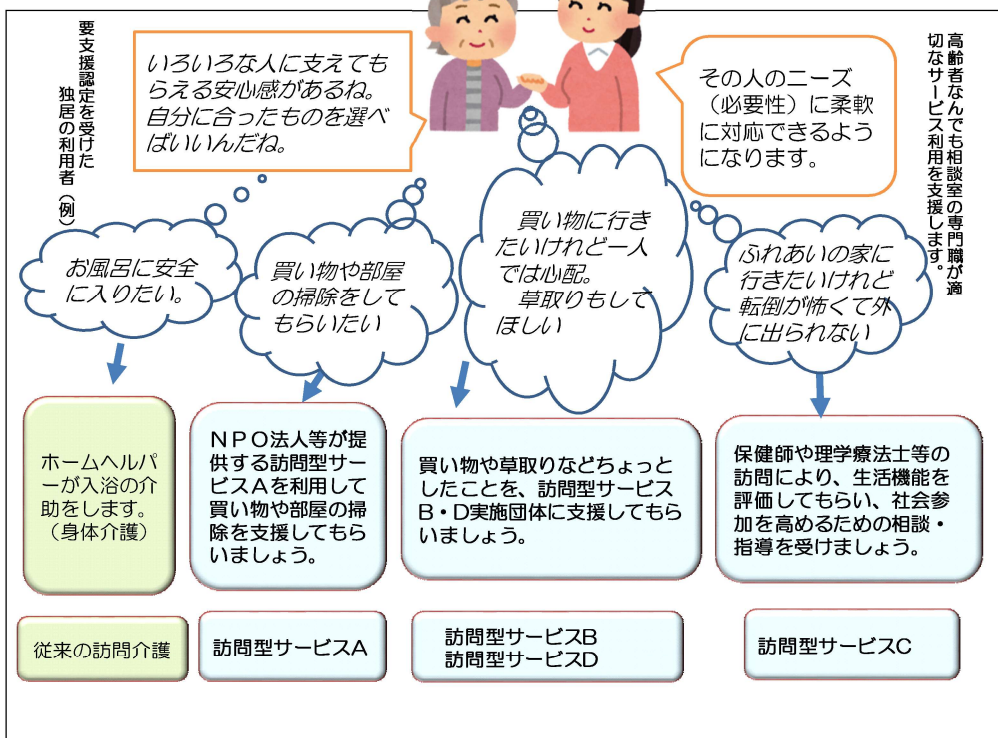 要支援認定を受けた
独居の利用者（例）
いろいろな人に支えても
らえる安心感があるね。
自分に合ったものを選べ
ばいいんだね。
その人のニーズ
（必要性）に柔軟
に対応できるよう
になります。
高齢者なんでも相談室の専門職が適
切なサービス利用を支援します。
お風呂に安全
に入りたい。
買い物や部屋
の掃除をして
もらいたい
買い物に行き
たいけれど一人
では心配。
草取りもして
ほしい
ふれあいの家に
行きたいけれど
転倒が怖くて外
に出られない
ホームヘルパ
ーが入浴の介
助をします。
（身体介護）
ＮＰＯ法人等が提
供する訪問型サー
ビスAを利用して
買い物や部屋の掃
除を支援してもら
いましょう。
買い物や草取りなどちょっと
したことを、訪問型サービス
B・D実施団体に支援してもら
いましょう。
保健師や理学療法士等の
訪問により、生活機能を
評価してもらい、社会参
加を高めるための相談・
指導を受けましょう。
従来の訪問介護
訪問型サービスA
訪問型サービスB
訪問型サービスD
訪問型サービスC